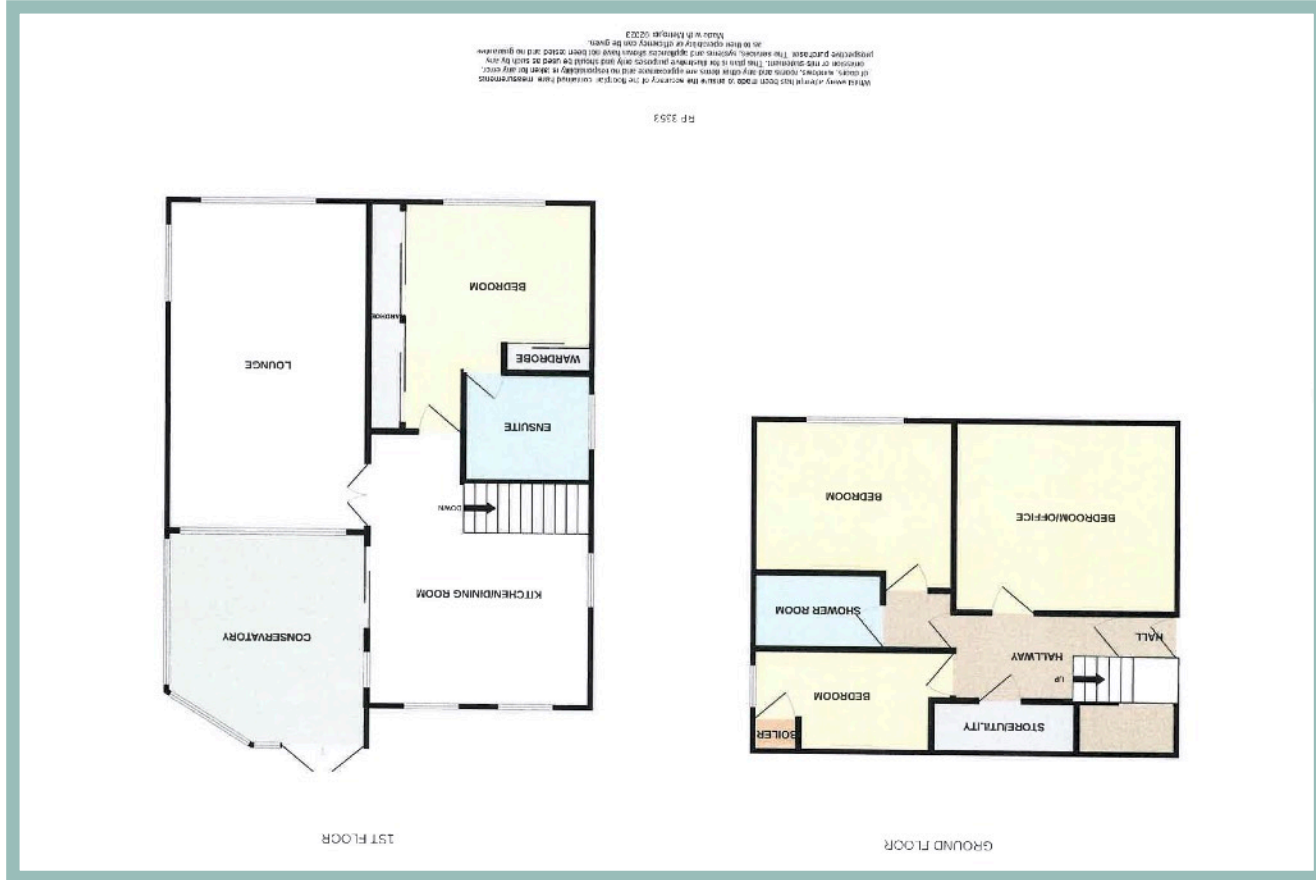 GROUND FLOOR
1ST FLOOR
BOILER
BEDROOM
STORE/UTILITY
UP
HALLWAY
HALL
SHOWER ROOM
BEDROOM
BEDROOM/OFFICE
CONSERVATORY
KITCHEN/DINING ROOM
DOWN
ENSUITE
LOUNGE
WARDROBE
BEDROOM
RP 3353
Whilst every attempt has been made to ensure the accuracy of the floorplan contained here, measurements
of doors, windows, rooms and any other items are approximate and no responsibility is taken for any error,
omission or mis-statement. This plan is for illustrative purposes only and should be used as such by any
prospective purchaser. The services, systems and appliances shown have not been tested and no guarantee
as to their operability or efficiency can be given.
Made with Metropix ©2023